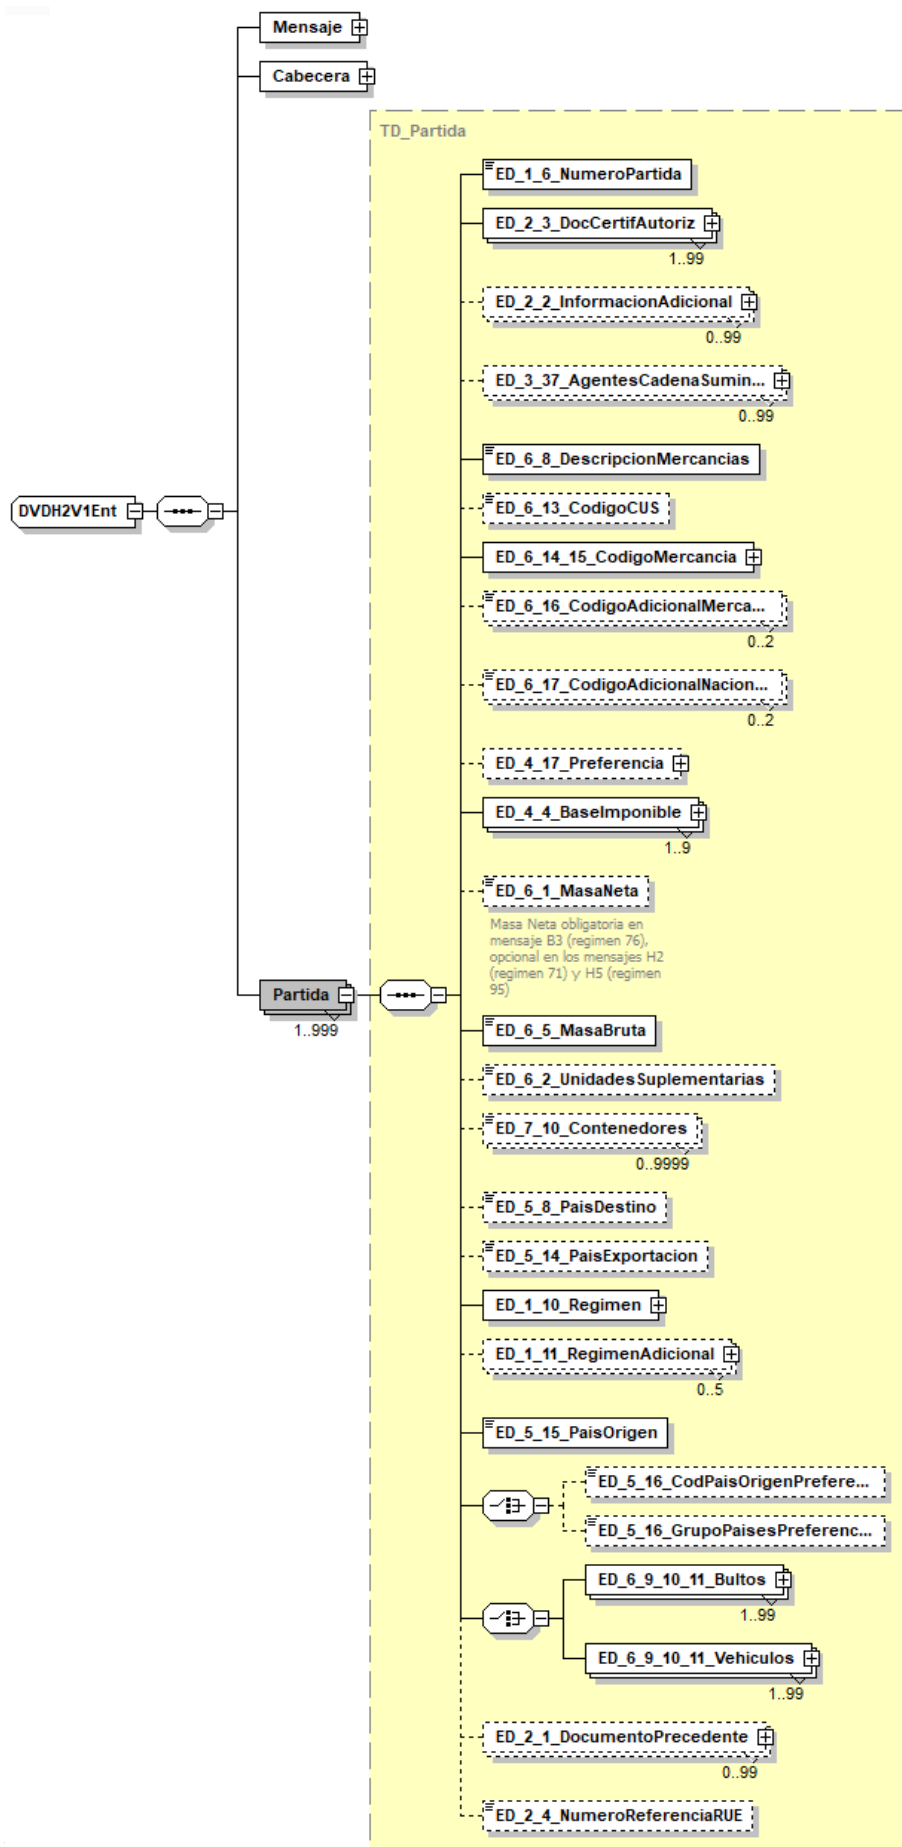 Mensaje
Cabecera
TD_Partida
ED_1_6_NumeroPartida
ED_2_3_DocCertifAutoriz
1..99
ED_2_2_InformacionAdicional
0..99
ED_3_37_AgentesCadenaSumin...
0..99
ED_6_8_DescripcionMercancias
ED_6_13_CodigoCUS
DVDH2V1Ent
ED_6_14_15_CodigoMercancia
ED_6_16_CodigoAdicionalMerca...
0..2
ED_6_17_CodigoAdicionalNacion...
0..2
ED_4_17_Preferencia
ED_4_4_BaseImponible
1..9
ED_6_1_MasaNeta
Masa Neta obligatoria en
mensaje B3 (regimen 76),
opcional en los mensajes H2
(regimen 71) y H5 (regimen
95)
Partida
1..999
ED_6_5_MasaBruta
ED_6_2_UnidadesSuplementarias
ED_7_10_Contenedores
0..9999
ED_5_8_PaisDestino
ED_5_14_PaisExportacion
ED_1_10_Regimen
ED_1_11_RegimenAdicional
0..5
ED_5_15_PaisOrigen
ED_5_16_CodPaisOrigenPrefere...
ED_5_16_GrupoPaisesPreferenc...
ED_6_9_10_11_Bultos
1..99
ED_6_9_10_11_Vehiculos
1..99
ED_2_1_DocumentoPrecedente
0..99
ED_2_4_NumeroReferenciaRUE